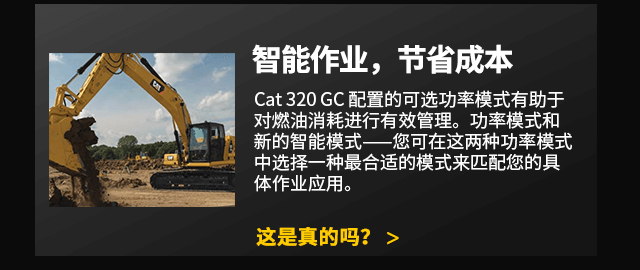 智能作业，节省成本
Cat 320 GC 配置的可选功率模式有助于
对燃油消耗进行有效管理。功率模式和
新的智能模式——您可在这两种功率模式
中选择一种最合适的模式来匹配您的具
体作业应用。
这是真的吗？ >
CAT